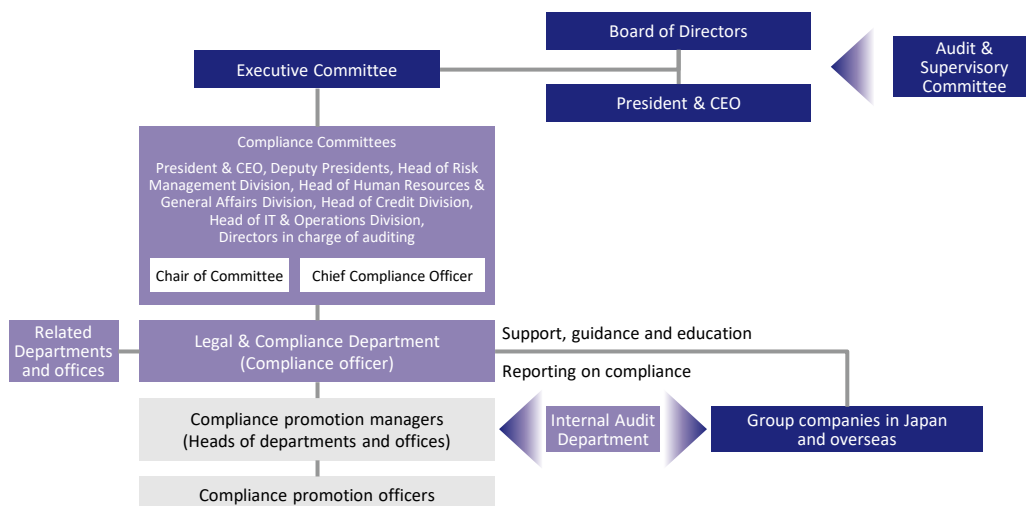 Board of Directors
Executive Committee
President & CEO
Audit &
Supervisory
Committee
Compliance Committees
President & CEO, Deputy Presidents, Head of Risk
Management Division, Head of Human Resources &
General Affairs Division, Head of Credit Division,
Head of IT & Operations Division,
Directors in charge of auditing
Chair of Committee
Chief Compliance Officer
Related
Departments
and offices
Legal & Compliance Department
(Compliance officer)
Support, guidance and education
Reporting on compliance
Compliance promotion managers
(Heads of departments and offices)
Internal Audit
Department
Group companies in Japan
and overseas
Compliance promotion officers